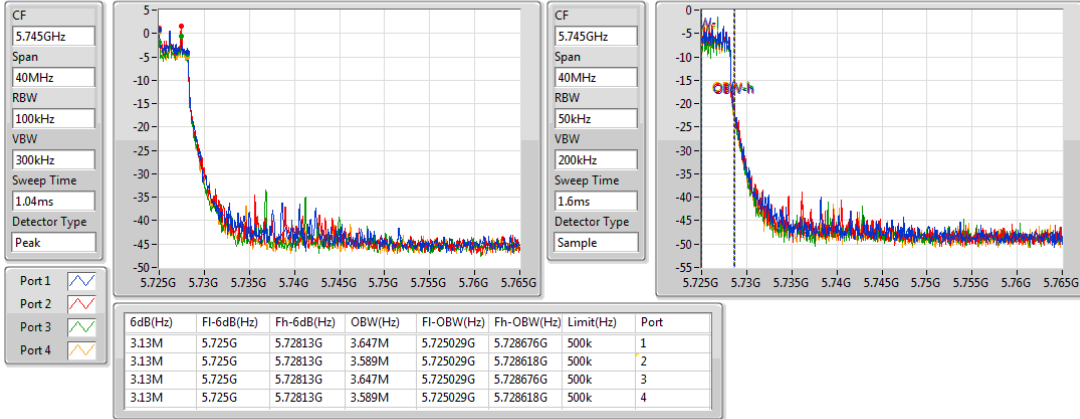 CF
5.745GHz
Span
40MHz
RBW
100kHz
VBW
300kHz
Sweep Time
1.04ms
Detector Type
Peak
5
0
-5
-10
-15
-20
-25
-30
-35
-40
-45
-50
5.725G 5.73G 5.735G 5.74G 5.745G 5.75G 5.755G 5.76G 5.765G
CF
5.745GHz
Span
40MHz
RBW
50kHz
VBW
200kHz
Sweep Time
1.6ms
Detector Type
Sample
0
-5
-10
-15
-20
-25
-30
-35
-40
-45
-50
-55
OBW-h
5.725G 5.73G 5.735G 5.74G 5.745G 5.75G 5.755G 5.76G 5.765G
Port 1
Port 2
Port 3
Port 4
6dB(Hz) Fl-6dB(Hz) Fh-6dB(Hz) OBW(Hz) Fl-OBW(Hz) Fh-OBW(Hz) Limit(Hz) Port
3.13M 5.725G 5.72813G 3.647M 5.725029G 5.728676G 500k 1
3.13M 5.725G 5.72813G 3.589M 5.725029G 5.728618G 500k 2
3.13M 5.725G 5.72813G 3.647M 5.725029G 5.728676G 500k 3
3.13M 5.725G 5.72813G 3.589M 5.725029G 5.728618G 500k 4